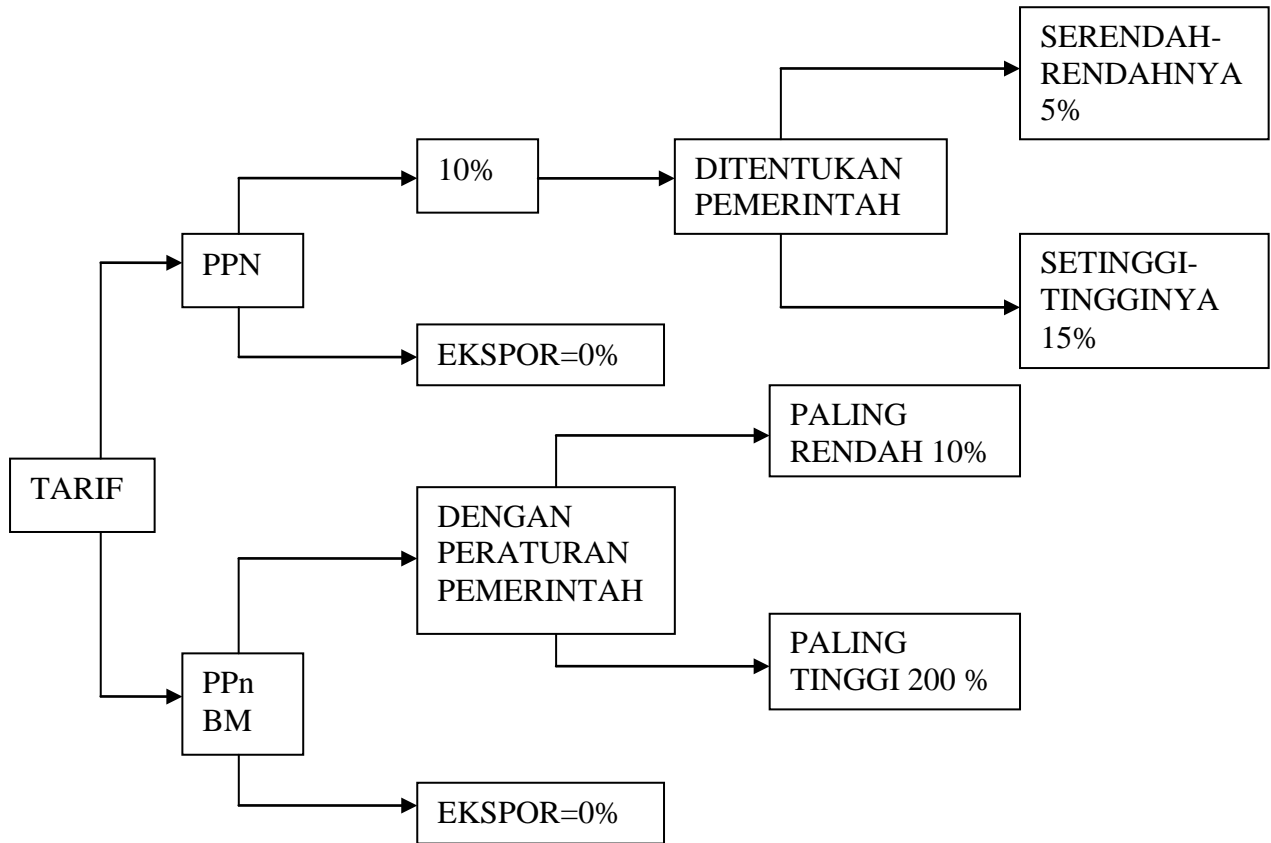 SERENDAH-
RENDAHNYA
5%
10%
DITENTUKAN
PEMERINTAH
PPN
SETINGGI-
TINGGINYA
15%
EKSPOR=0%
PALING
RENDAH 10%
TARIF
DENGAN
PERATURAN
PEMERINTAH
PALING
TINGGI 200 %
PPn
BM
EKSPOR=0%